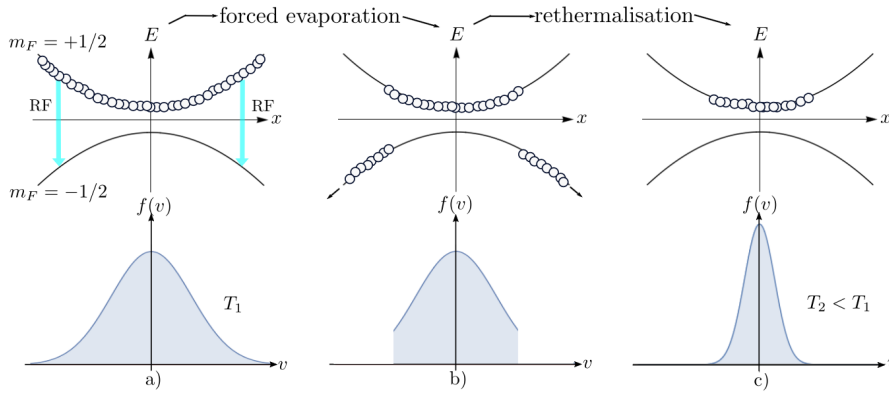 forced evaporation
rethermalisation
E
E
E
m_F = +1/2
RF
RF
x
x
x
m_F = −1/2
f(v)
f(v)
f(v)
T_1
T_2 < T_1
v
v
a)
b)
c)